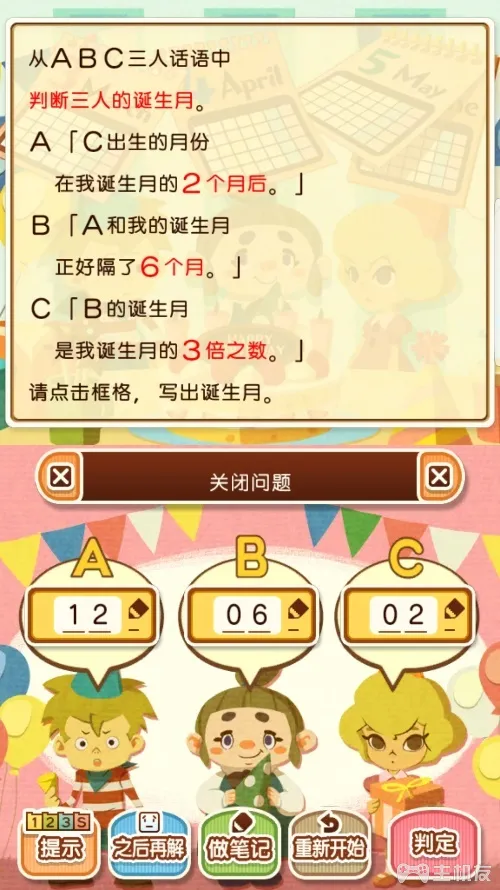 April
5 May
从ABC三人话语中
判断三人的诞生月。
A「C出生的月份
在我诞生月的2个月后。」
B「A和我的诞生月
正好隔了6个月。」
C「B的诞生月
是我诞生月的3倍之数。」
请点击框格，写出诞生月。
关闭问题
A B C
12 06 02
123S
提示 之后再解 做笔记 重新开始 判定
手机友